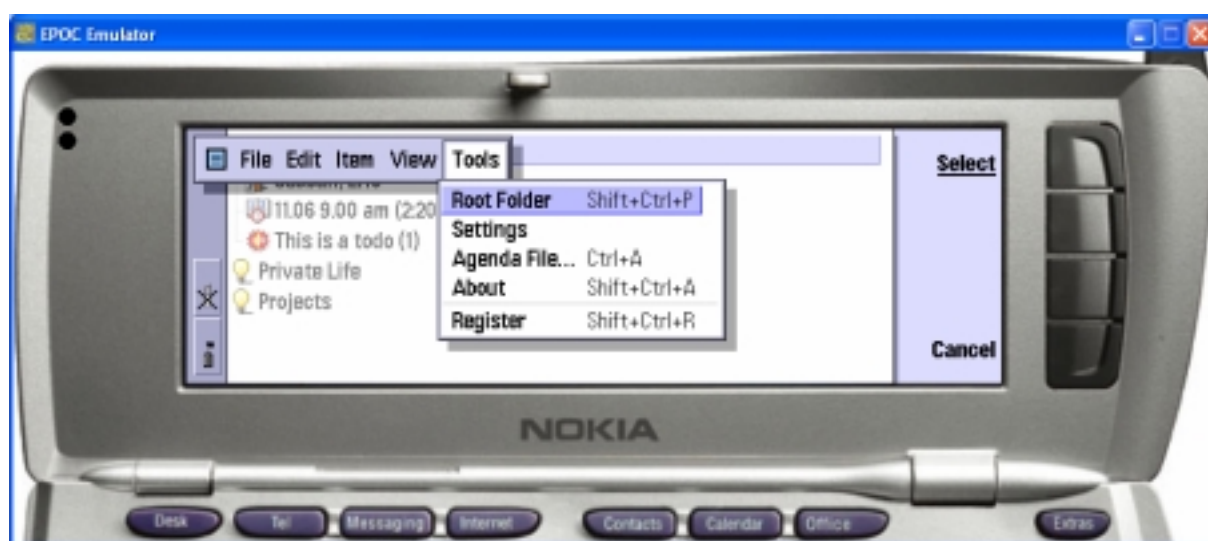 EPOC Emulator
File Edit Item View Tools
Select
Root Folder Shift+Ctrl+P
11.06 9.00 am (2:20
Settings
This is a todo (1)
Agenda File... Ctrl+A
Private Life
About Shift+Ctrl+A
Projects
Register Shift+Ctrl+R
Cancel
NOKIA
Desk Tel Messaging Internet Contacts Calendar Office Extras